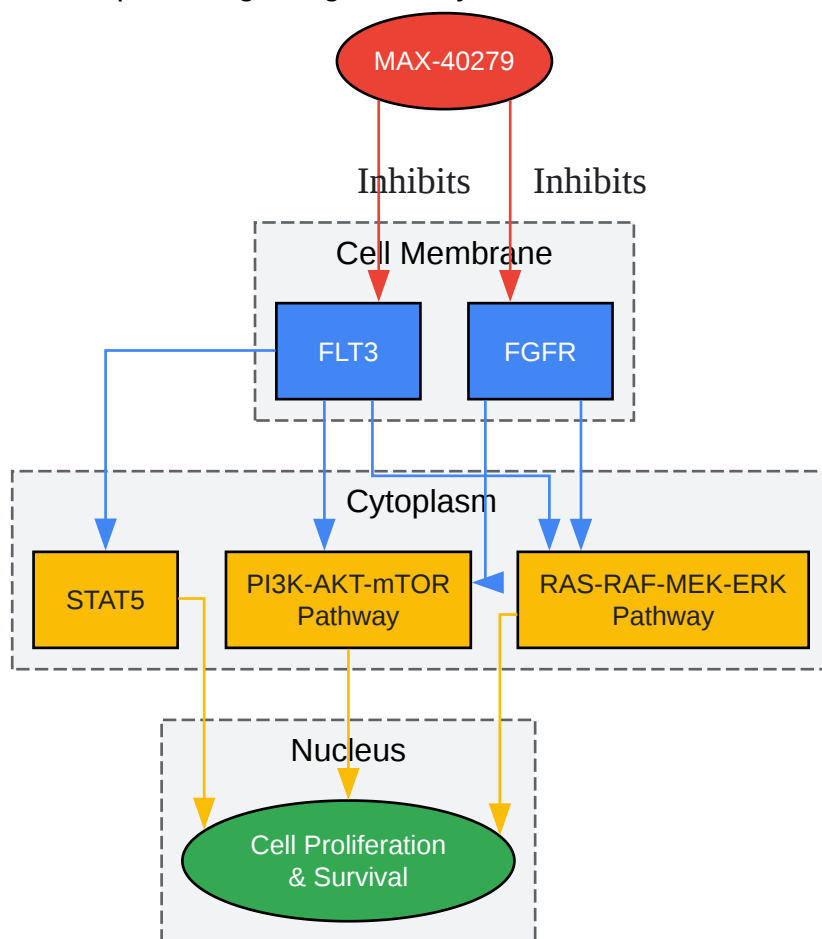 MAX-40279
Inhibits Inhibits
Cell Membrane
FLT3 FGFR
Cytoplasm
STAT5
PI3K-AKT-mTOR
Pathway
RAS-RAF-MEK-ERK
Pathway
Nucleus
Cell Proliferation
& Survival